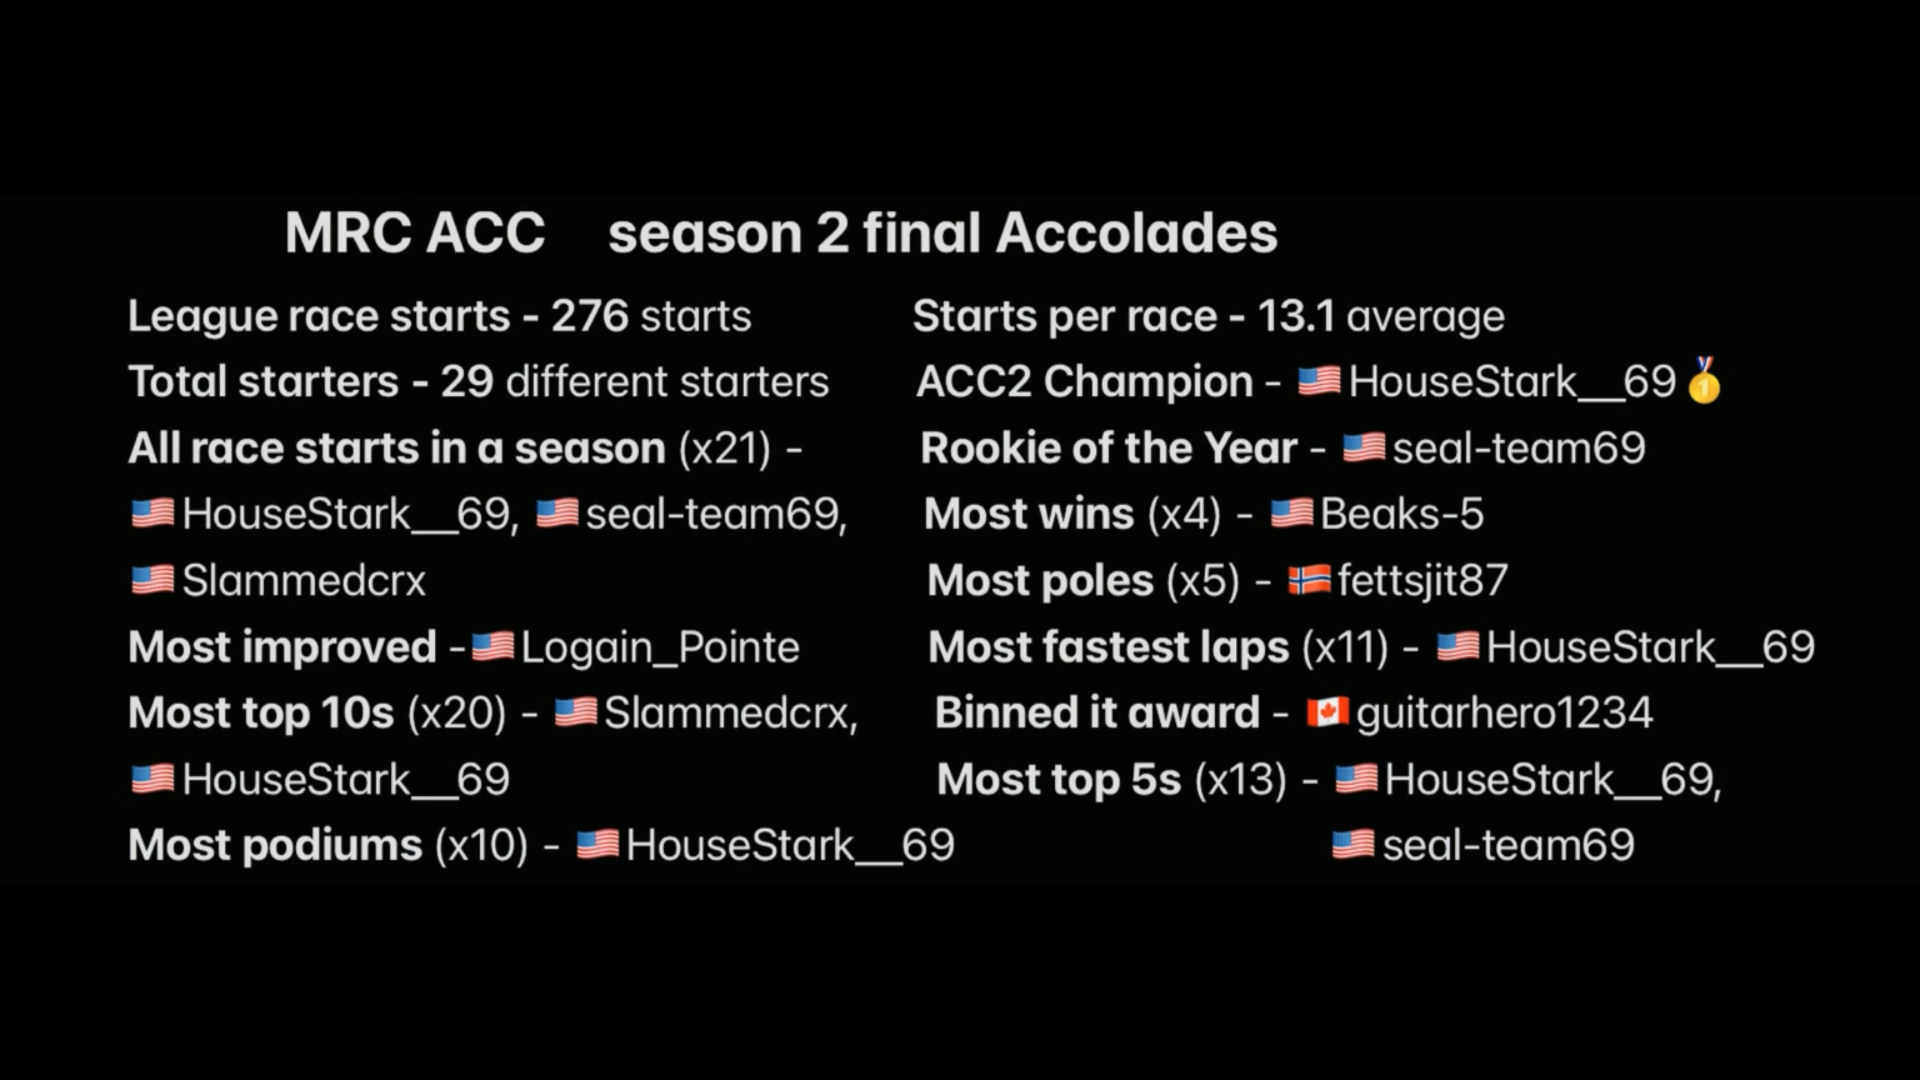 MRC ACC season 2 final Accolades
League race starts - 276 starts
Total starters - 29 different starters
All race starts in a season (x21) -
🇺🇸HouseStark__69, 🇺🇸seal-team69,
🇺🇸Slammedcrx
Most improved -🇺🇸Logain_Pointe
Most top 10s (x20) - 🇺🇸Slammedcrx,
🇺🇸HouseStark__69
Most podiums (x10) - 🇺🇸HouseStark__69
Starts per race - 13.1 average
ACC2 Champion - 🇺🇸HouseStark__69🥇
Rookie of the Year - 🇺🇸seal-team69
Most wins (x4) - 🇺🇸Beaks-5
Most poles (x5) - 🇳🇴fettsjit87
Most fastest laps (x11) - 🇺🇸HouseStark__69
Binned it award - 🇨🇦guitarhero1234
Most top 5s (x13) - 🇺🇸HouseStark__69,
🇺🇸seal-team69